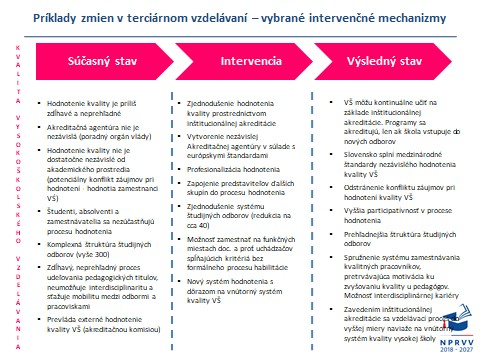 Príklady zmien v terciárnom vzdelávaní – vybrané intervenčné mechanizmy
KVALITA VYSOKOŠKOLSKÉHO VZDELÁVANIA
Súčasný stav
▪ Hodnotenie kvality je príliš
zdĺhavé a neprehľadné
▪ Akreditačná agentúra nie je
nezávislá (poradný orgán vlády)
▪ Hodnotenie kvality nie je
dostatočne nezávislé od
akademického prostredia
(potenciálny konflikt záujmov pri
hodnotení - hodnotia zamestnanci
VŠ)
▪ Študenti, absolventi a
zamestnávatelia sa nezúčastňujú
procesu hodnotenia
▪ Komplexná štruktúra študijných
odborov (vyše 300)
▪ Zdĺhavý, neprehľadný proces
udeľovania pedagogických titulov,
neumožňuje interdisciplinaritu a
sťažuje mobilitu medzi odbormi a
pracoviskami
▪ Prevláda externé hodnotenie
kvality VŠ (akreditačnou komisiou)
Intervencia
▪ Zjednodušenie hodnotenia
kvality prostredníctvom
inštitucionálnej akreditácie
▪ Vytvorenie nezávislej
Akreditačnej agentúry v súlade s
európskymi štandardami
▪ Profesionalizácia hodnotenia
▪ Zapojenie predstaviteľov ďalších
skupín do procesu hodnotenia
▪ Zjednodušenie systému
študijných odborov (redukcia na
cca 40)
▪ Možnosť zamestnať na funkčných
miestach doc. a prof. uchádzačov
spĺňajúcich kritériá bez
formálneho procesu habilitácie
▪ Nový systém hodnotenia s
dôrazom na vnútorný systém
kvality VŠ
Výsledný stav
▪ VŠ môžu kontinuálne učiť na
základe inštitucionálnej
akreditácie. Programy sa
akreditujú, len ak škola vstupuje do
nových odborov
▪ Slovensko splní medzinárodné
štandardy nezávislého hodnotenia
kvality VŠ
▪ Odstránenie konfliktu záujmov pri
hodnotení kvality VŠ
▪ Vyššia participatívnosť v procese
hodnotenia
▪ Prehľadnejšia štruktúra študijných
odborov
▪ Spružnenie systému zamestnávania
kvalitných pracovníkov,
pretrvávajúca motivácia ku
zvyšovaniu kvality u pedagógov.
Možnosť interdisciplinárnej kariéry
▪ Zavedením inštitucionálnej
akreditácie sa vzdelávací proces do
vyššej miery naviaže na vnútorný
systém kvality vysokej školy
NPRVV
2018 - 2027